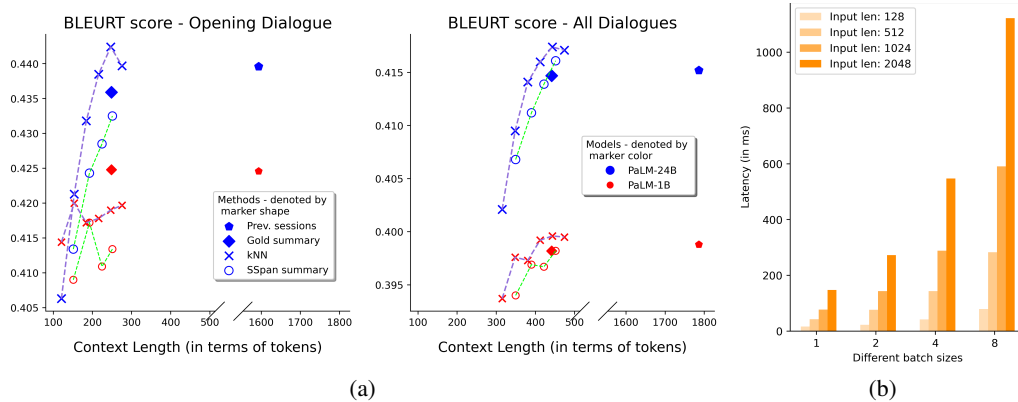 BLEURT score - Opening Dialogue
0.440
0.435
0.430
0.425
0.420
0.415
0.410
0.405
100 200 300 400 500 1600 1700 1800
Context Length (in terms of tokens)
Methods - denoted by
marker shape
Prev. sessions
Gold summary
kNN
SSpan summary
BLEURT score - All Dialogues
0.415
0.410
0.405
0.400
0.395
100 200 300 400 500 1600 1700 1800
Context Length (in terms of tokens)
Models - denoted by
marker color
PaLM-24B
PaLM-1B
(a)
Input len: 128
Input len: 512
Input len: 1024
Input len: 2048
Latency (in ms)
1000
800
600
400
200
0
1 2 4 8
Different batch sizes
(b)